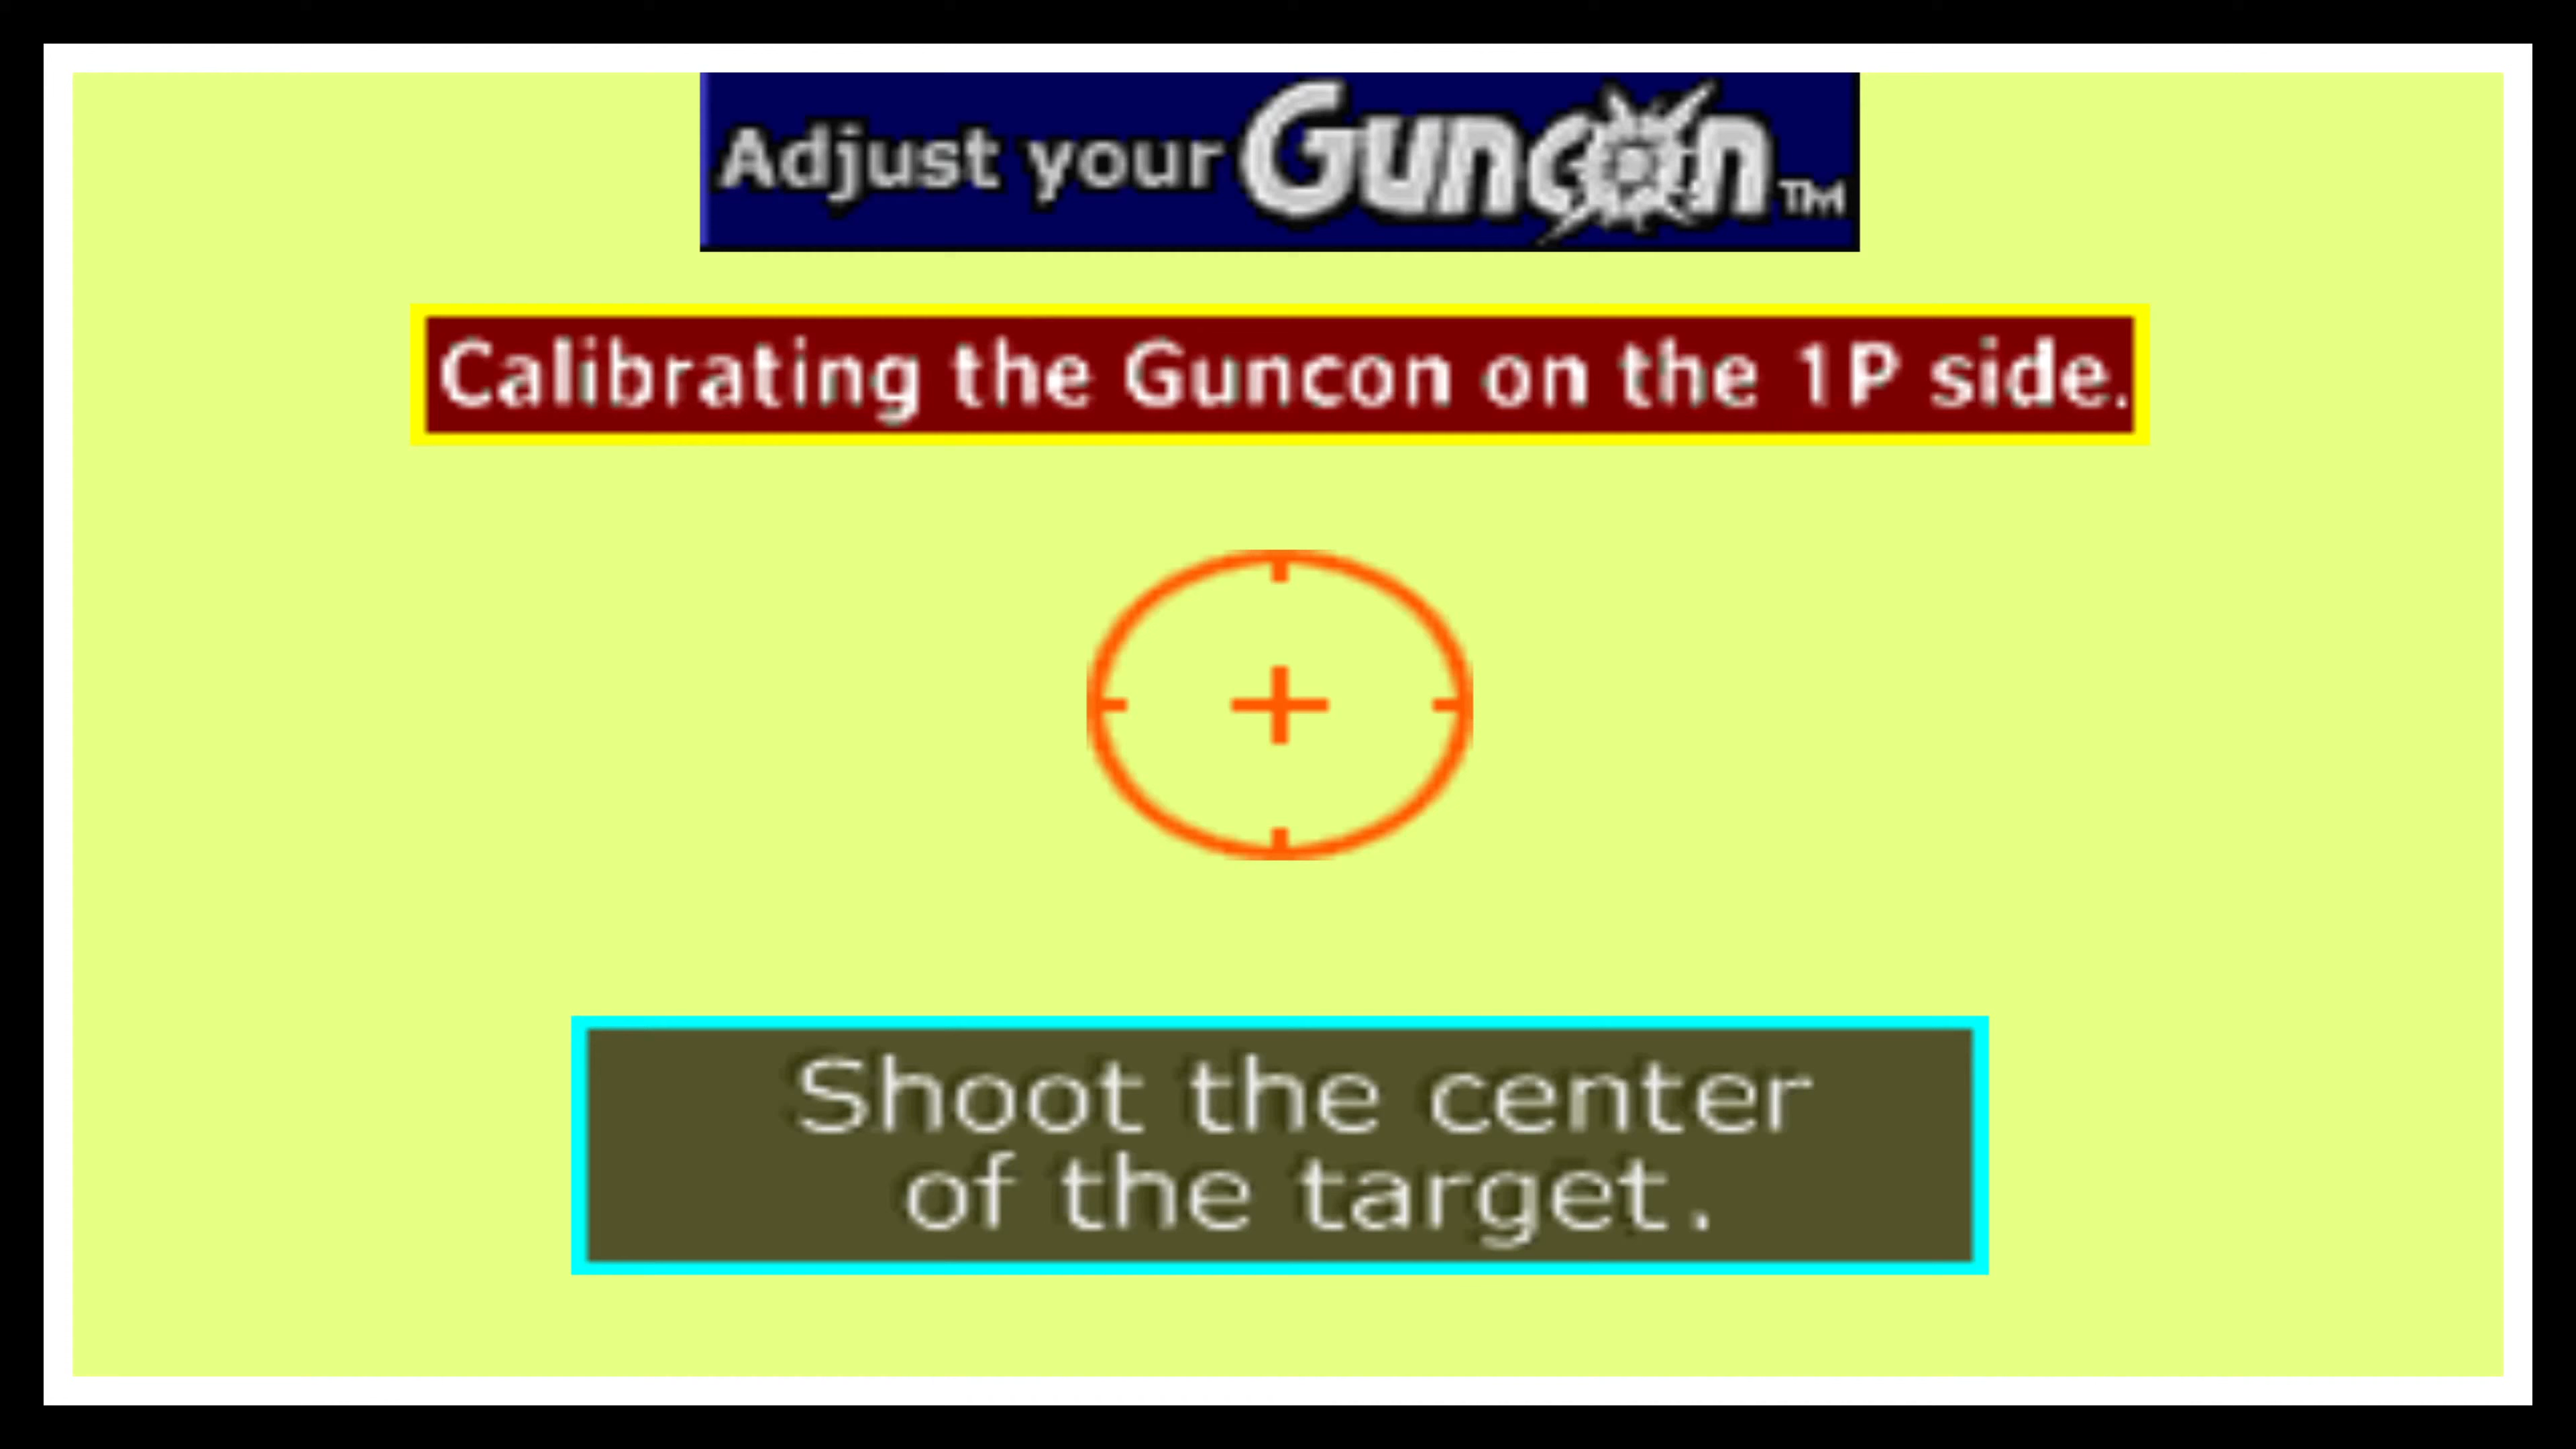 Adjust your Guncon™
Calibrating the Guncon on the 1P side.
Shoot the center
of the target.